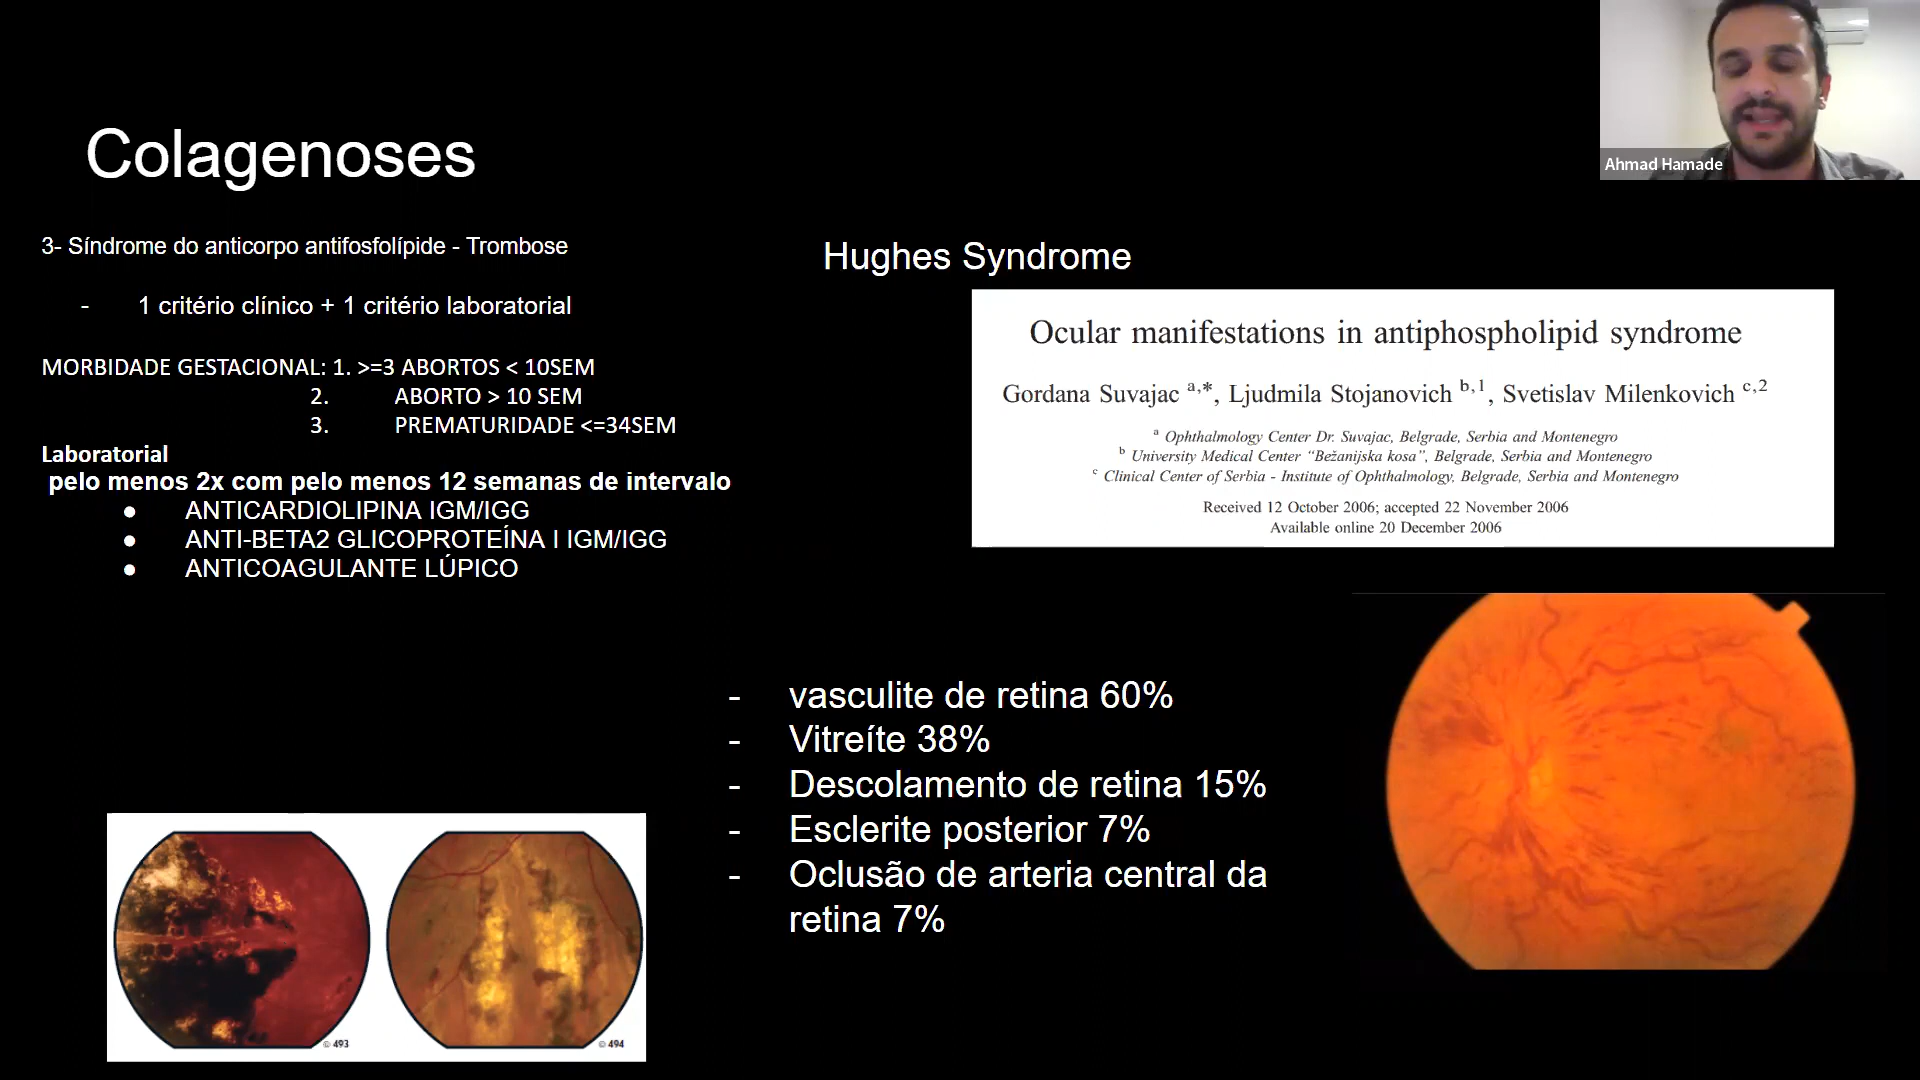 Colagenoses
Ahmad Hamade
3- Síndrome do anticorpo antifosfolípide - Trombose
- 1 critério clínico + 1 critério laboratorial
MORBIDADE GESTACIONAL: 1. >=3 ABORTOS < 10SEM
2. ABORTO > 10 SEM
3. PREMATURIDADE <=34SEM
Laboratorial
pelo menos 2x com pelo menos 12 semanas de intervalo
● ANTICARDIOLIPINA IGM/IGG
● ANTI-BETA2 GLICOPROTEÍNA I IGM/IGG
● ANTICOAGULANTE LÚPICO
Hughes Syndrome
Ocular manifestations in antiphospholipid syndrome
Gordana Suvajac a,*, Ljudmila Stojanovich b,1, Svetislav Milenkovich c,2
a Ophthalmology Center Dr. Suvajac, Belgrade, Serbia and Montenegro
b University Medical Center “Bežanijska kosa”, Belgrade, Serbia and Montenegro
c Clinical Center of Serbia - Institute of Ophthalmology, Belgrade, Serbia and Montenegro
Received 12 October 2006; accepted 22 November 2006
Available online 20 December 2006
- vasculite de retina 60%
- Vitreíte 38%
- Descolamento de retina 15%
- Esclerite posterior 7%
- Oclusão de arteria central da
retina 7%
© 493
© 494